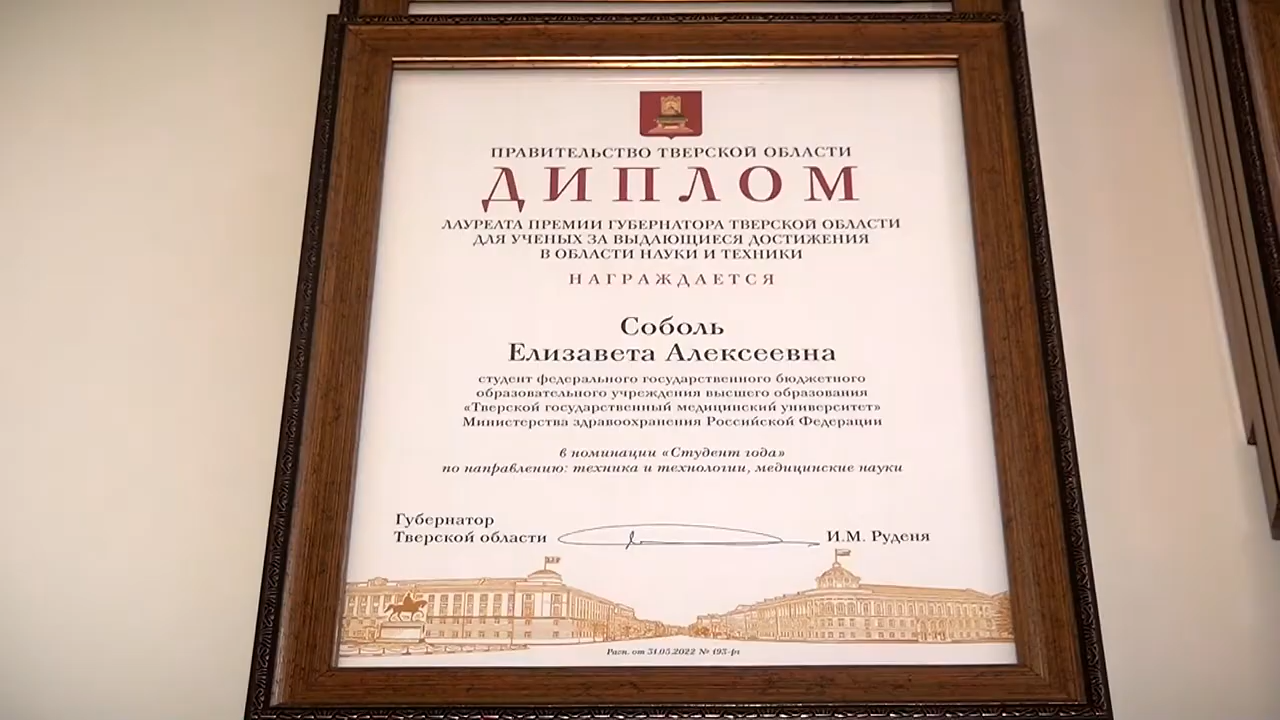 ПРАВИТЕЛЬСТВО ТВЕРСКОЙ ОБЛАСТИ
ДИПЛОМ
ЛАУРЕАТА ПРЕМИИ ГУБЕРНАТОРА ТВЕРСКОЙ ОБЛАСТИ
ДЛЯ УЧЕНЫХ ЗА ВЫДАЮЩИЕСЯ ДОСТИЖЕНИЯ
В ОБЛАСТИ НАУКИ И ТЕХНИКИ
НАГРАЖДАЕТСЯ
Соболь
Елизавета Алексеевна
студент федерального государственного бюджетного
образовательного учреждения высшего образования
«Тверской государственный медицинский университет»
Министерства здравоохранения Российской Федерации
в номинации «Студент года»
по направлению: техника и технологии, медицинские науки
Губернатор
Тверской области И.М. Руденя
Расп. от 31.05.2022 № 493-рг